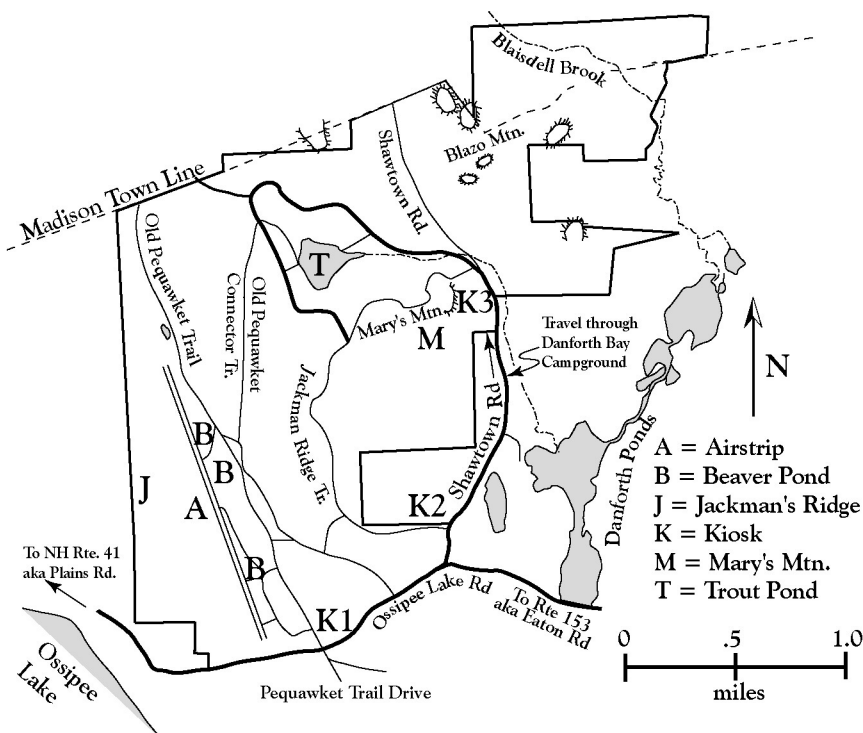 Blaisdell Brook
Blazo Mtn.
Shawtown Rd.
Madison Town Line
Old Pequawket Trail
Old Pequawket
Connector Tr.
T
Mary's Mtn.
K3
M
Travel through
Danforth Bay
Campground
N
Jackman Ridge Tr.
Shawtown Rd
Danforth Ponds
B
B
J
A
K2
B
K1
A = Airstrip
B = Beaver Pond
J = Jackman's Ridge
K = Kiosk
M = Mary's Mtn.
T = Trout Pond
To NH Rte. 41
aka Plains Rd.
Ossipee Lake Rd
To Rte 153
aka Eaton Rd
Ossipee
Lake
Pequawket Trail Drive
0 .5 1.0
miles